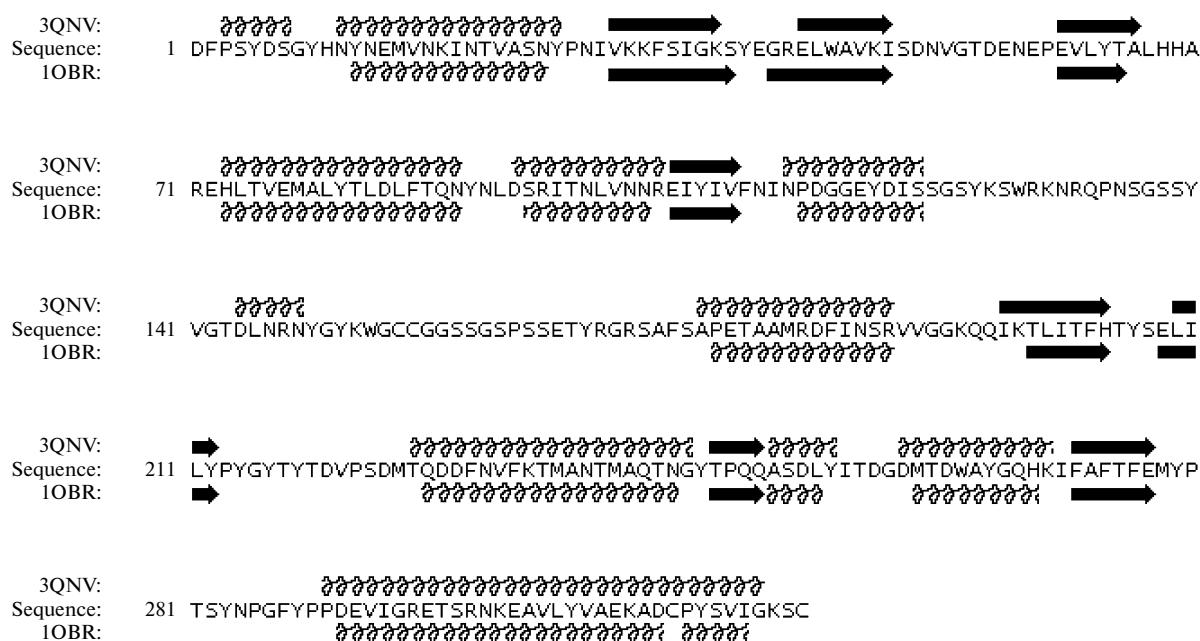 3QNV:
Sequence: 1 DFPSYDSGYHNYNEMVNKINTVASNYPNIVKKFSIGKSYEGRELWAVKISDNVGTDENEPEVLYTALHHA
1OBR:
3QNV:
Sequence: 71 REHLTVEMALYTLDLFTQNYNLDSRITNLVNNREIYIVFNINPDGGEYDISSGSYKSWRKNRQPNSGSSY
1OBR:
3QNV:
Sequence: 141 VGTDLNRNYGYKWGCCGGSSGSPSSETYRGRSAFSAPETAAMRDFINSRVVGGKQQIKTLITFHTYSELI
1OBR:
3QNV:
Sequence: 211 LYPYGYTYTDVPSDMTQDDFNVFKTMANTMAQTNGYTPQQASDLYITDGDMTDWAYGQHKIFAFTFEMYP
1OBR:
3QNV:
Sequence: 281 TSYNPGFYPPDEVIGRETSRNKEAVLYVAEKADCPYSVIGKSC
1OBR: